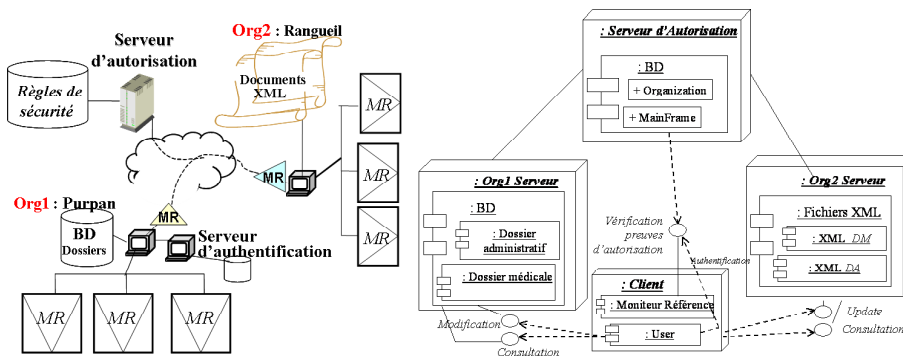 Org2 : Rangueil
Serveur
d'autorisation
Documents
XML
Règles de
sécurité
MR
MR
MR
MR
MR
Org1 : Purpan
BD
Dossiers
Serveur
d'authentification
MR
MR
MR
: Serveur d'Autorisation
: BD
+ Organization
+ MainFrame
: Org1 Serveur
: BD
: Dossier
administratif
: Dossier médicale
: Org2 Serveur
: Fichiers XML
: XML DM
: XML DA
Vérification
preuves
d'autorisation
Authentification
: Client
: Moniteur Référence
: User
Modification
Consultation
Update
Consultation